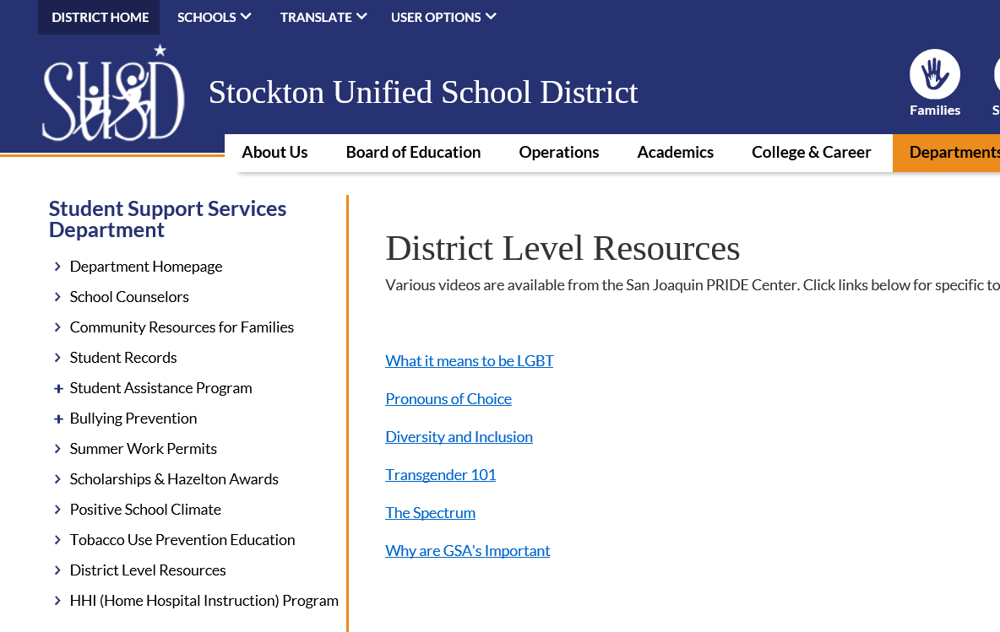 DISTRICT HOME SCHOOLS TRANSLATE USER OPTIONS
SUSD
Stockton Unified School District
Families S
About Us Board of Education Operations Academics College & Career Departments
Student Support Services
Department
Department Homepage
School Counselors
Community Resources for Families
Student Records
Student Assistance Program
Bullying Prevention
Summer Work Permits
Scholarships & Hazelton Awards
Positive School Climate
Tobacco Use Prevention Education
District Level Resources
HHI (Home Hospital Instruction) Program
District Level Resources
Various videos are available from the San Joaquin PRIDE Center. Click links below for specific to
What it means to be LGBT
Pronouns of Choice
Diversity and Inclusion
Transgender 101
The Spectrum
Why are GSA's Important